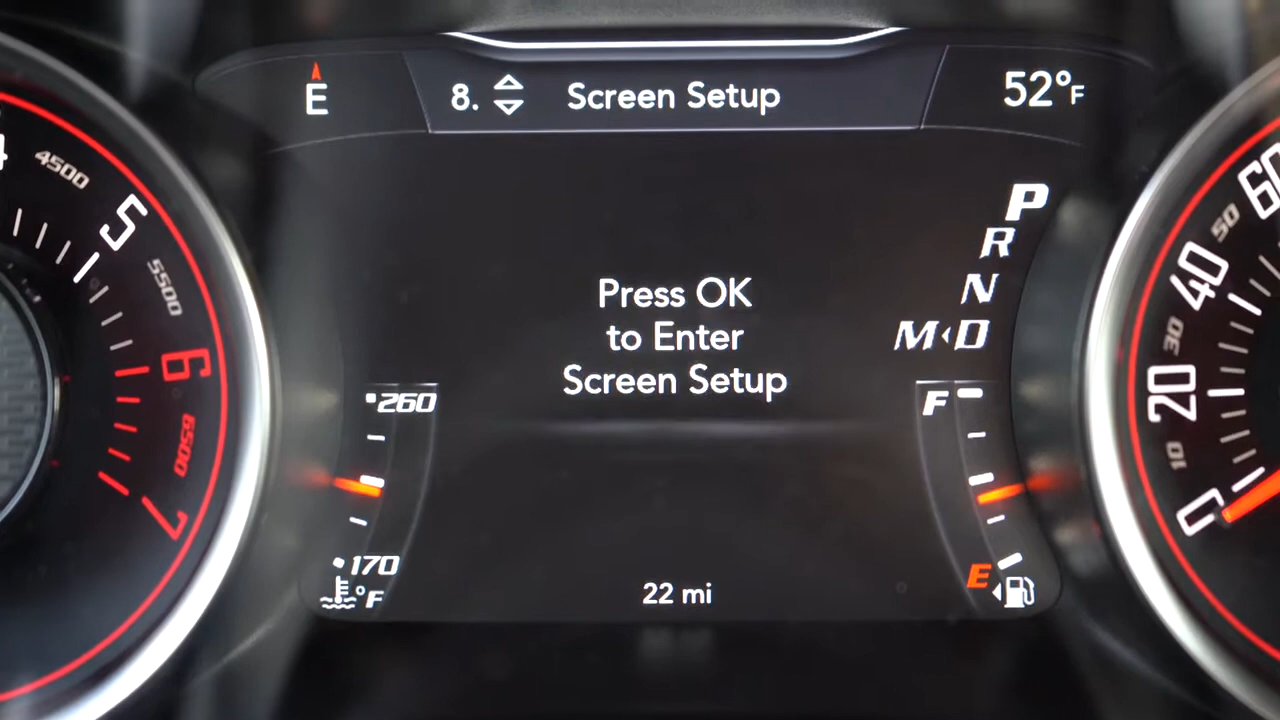 E
8. Screen Setup
52°F
P
R
N
M D
Press OK
to Enter
Screen Setup
260
170
°F
F
E
22 mi
4
4500
5
5500
6
6500
7
60
50
40
30
20
10
0